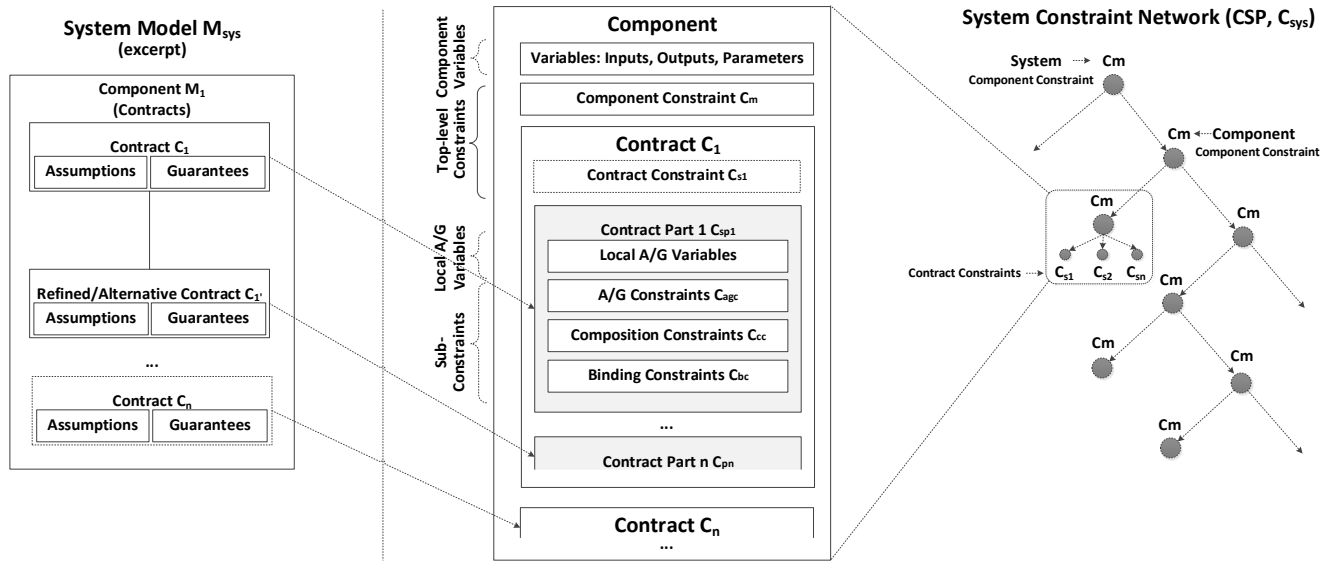 System Model Msys
(excerpt)
Component M1
(Contracts)
Contract C1
Assumptions
Guarantees
Refined/Alternative Contract C1'
Assumptions
Guarantees
...
Contract Cn
Assumptions
Guarantees
Component Variables
Top-level Constraints
Local A/G Variables
Sub-Constraints
Component
Variables: Inputs, Outputs, Parameters
Component Constraint Cm
Contract C1
Contract Constraint Cs1
Contract Part 1 Csp1
Local A/G Variables
A/G Constraints Cagc
Composition Constraints Ccc
Binding Constraints Cbc
...
Contract Part n Cpn
Contract Cn
...
System Constraint Network (CSP, Csys)
System
Component Constraint
Cm
Cm
Component
Component Constraint
Cm
Cm
Contract Constraints
Cs1 Cs2 Csn
Cm
Cm
Cm
Cm